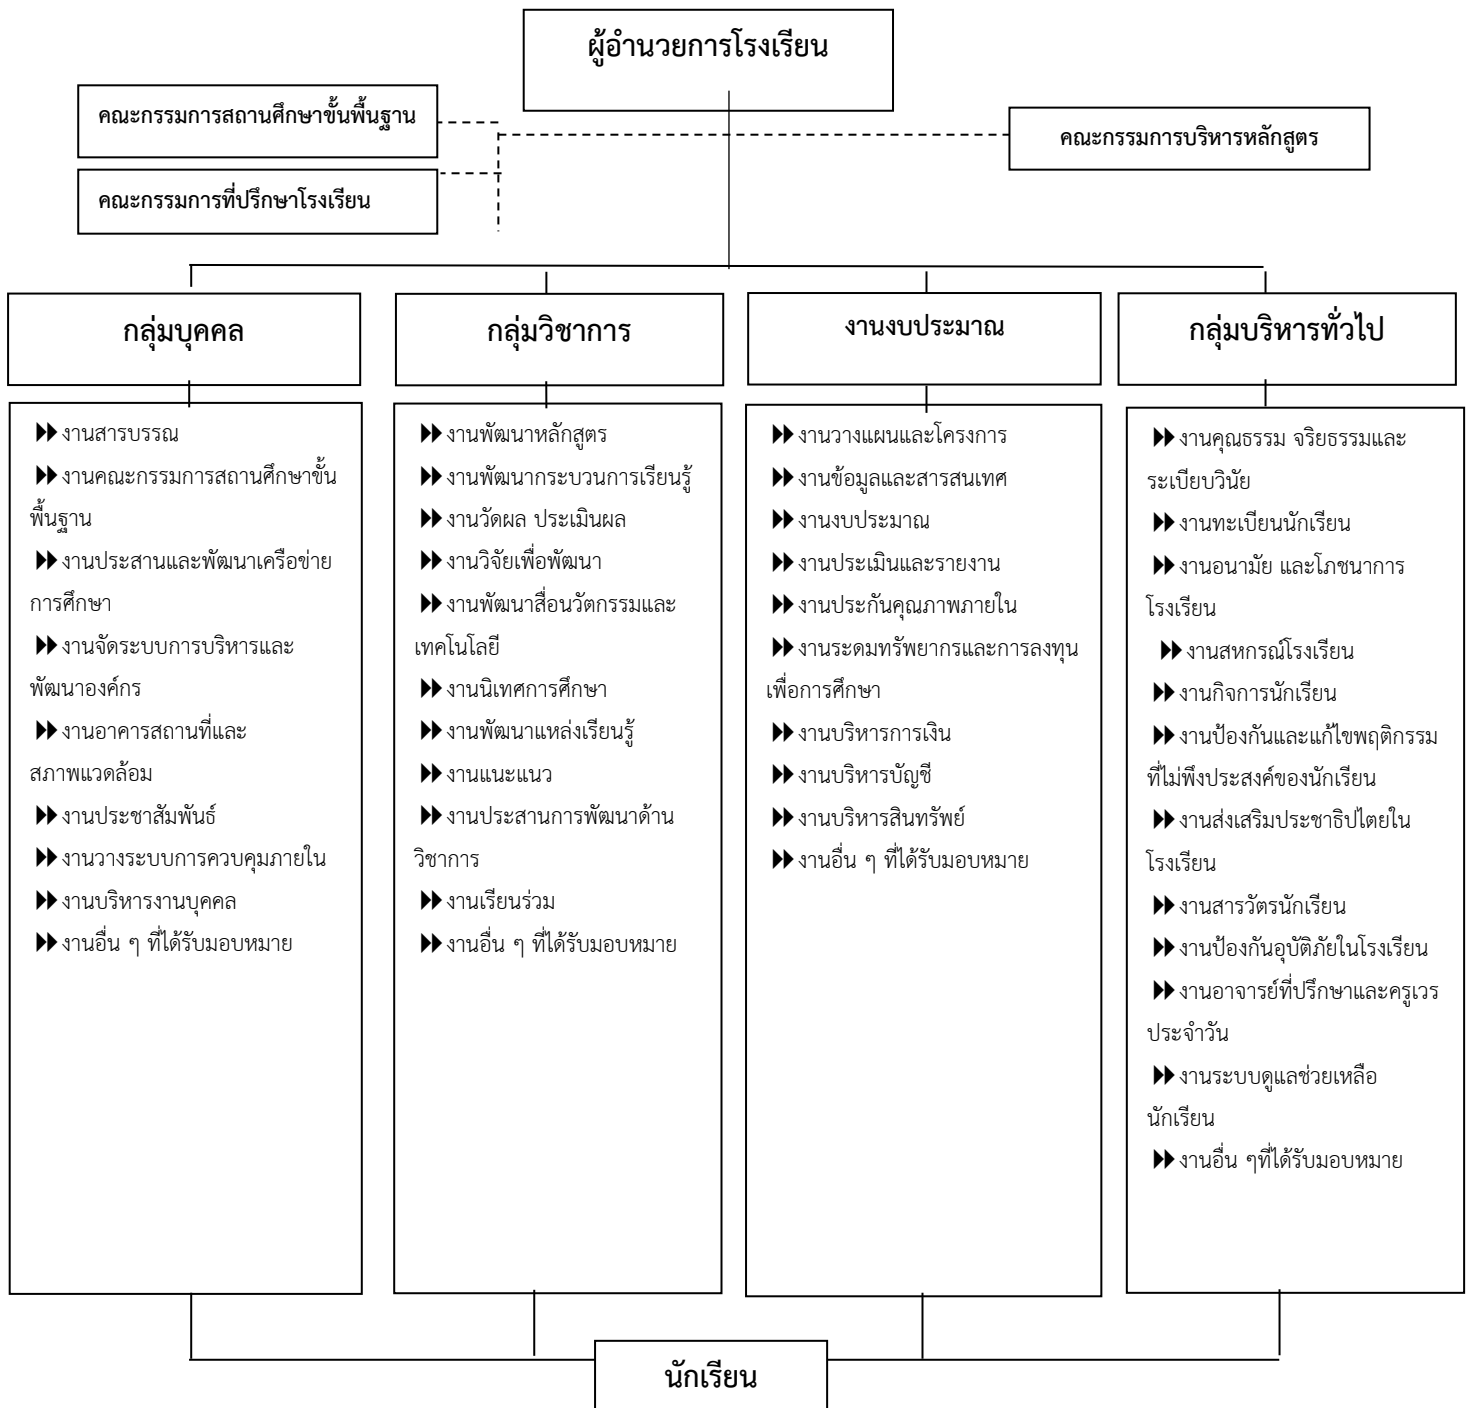 ผู้อำนวยการโรงเรียน
คณะกรรมการสถานศึกษาขั้นพื้นฐาน
คณะกรรมการบริหารหลักสูตร
คณะกรรมการที่ปรึกษาโรงเรียน
กลุ่มบุคคล
งานสารบรรณ
งานคณะกรรมการสถานศึกษาขั้น
พื้นฐาน
งานประสานและพัฒนาเครือข่าย
การศึกษา
งานจัดระบบการบริหารและ
พัฒนาองค์กร
งานอาคารสถานที่และ
สภาพแวดล้อม
งานประชาสัมพันธ์
งานวางระบบการควบคุมภายใน
งานบริหารงานบุคคล
งานอื่น ๆ ที่ได้รับมอบหมาย
กลุ่มวิชาการ
งานพัฒนาหลักสูตร
งานพัฒนากระบวนการเรียนรู้
งานวัดผล ประเมินผล
งานวิจัยเพื่อพัฒนา
งานพัฒนาสื่อนวัตกรรมและ
เทคโนโลยี
งานนิเทศการศึกษา
งานพัฒนาแหล่งเรียนรู้
งานแนะแนว
งานประสานการพัฒนาด้าน
วิชาการ
งานเรียนร่วม
งานอื่น ๆ ที่ได้รับมอบหมาย
งานงบประมาณ
งานวางแผนและโครงการ
งานข้อมูลและสารสนเทศ
งานงบประมาณ
งานประเมินและรายงาน
งานประกันคุณภาพภายใน
งานระดมทรัพยากรและการลงทุน
เพื่อการศึกษา
งานบริหารการเงิน
งานบริหารบัญชี
งานบริหารสินทรัพย์
งานอื่น ๆ ที่ได้รับมอบหมาย
กลุ่มบริหารทั่วไป
งานคุณธรรม จริยธรรมและ
ระเบียบวินัย
งานทะเบียนนักเรียน
งานอนามัย และโภชนาการ
โรงเรียน
งานสหกรณ์โรงเรียน
งานกิจการนักเรียน
งานป้องกันและแก้ไขพฤติกรรม
ที่ไม่พึงประสงค์ของนักเรียน
งานส่งเสริมประชาธิปไตยใน
โรงเรียน
งานสารวัตรนักเรียน
งานป้องกันอุบัติภัยในโรงเรียน
งานอาจารย์ที่ปรึกษาและครูเวร
ประจำวัน
งานระบบดูแลช่วยเหลือ
นักเรียน
งานอื่น ๆที่ได้รับมอบหมาย
นักเรียน